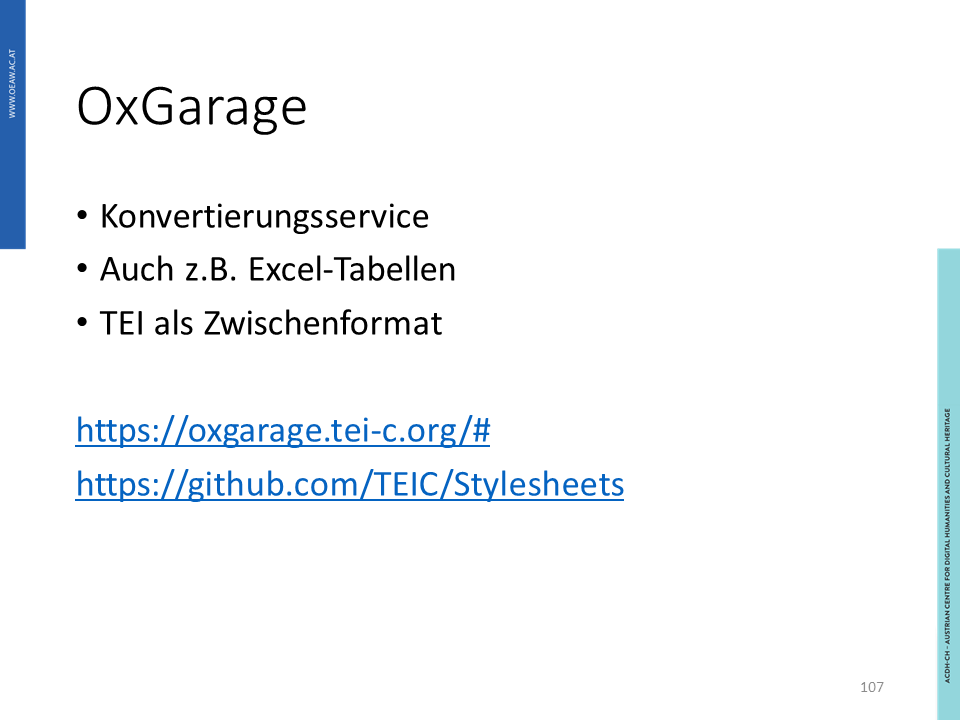 WWW.OEAW.AC.AT
OxGarage
• Konvertierungsservice
• Auch z.B. Excel-Tabellen
• TEI als Zwischenformat
https://oxgarage.tei-c.org/#
https://github.com/TEIC/Stylesheets
ACDH-CH – AUSTRIAN CENTRE FOR DIGITAL HUMANITIES AND CULTURAL HERITAGE
107